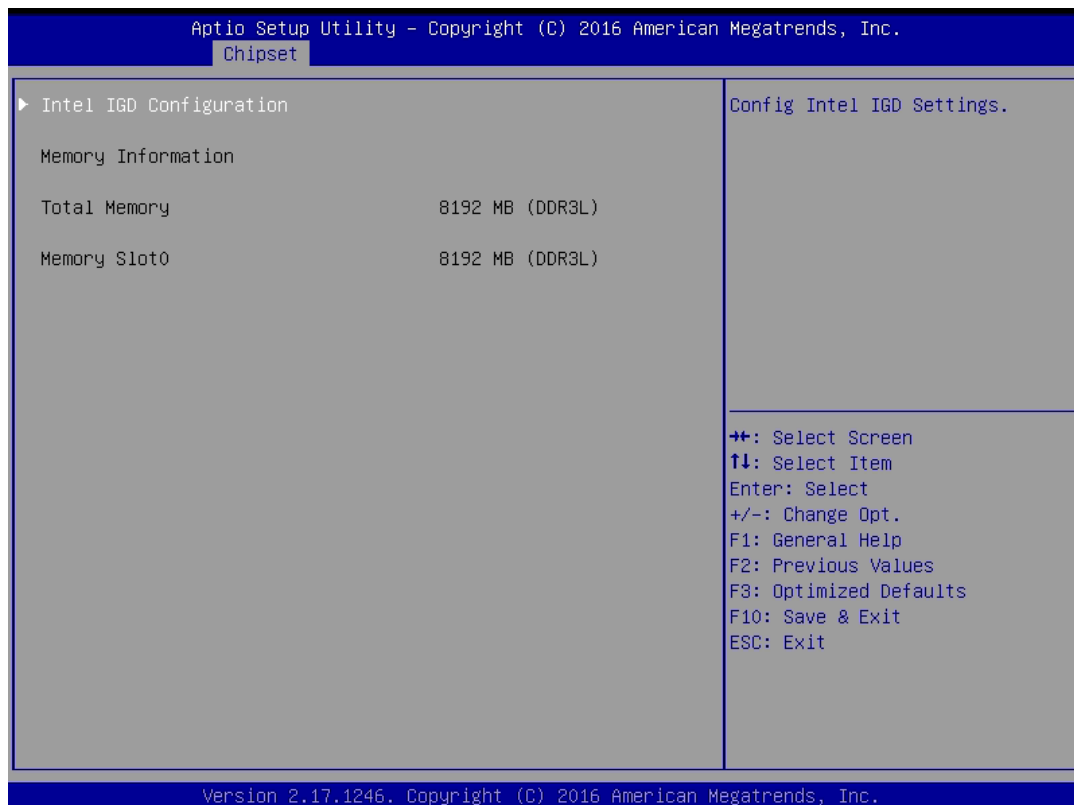 Aptio Setup Utility – Copyright (C) 2016 American Megatrends, Inc.
Chipset
▶ Intel IGD Configuration
Memory Information
Total Memory 8192 MB (DDR3L)
Memory Slot0 8192 MB (DDR3L)
Config Intel IGD Settings.
→←: Select Screen
↑↓: Select Item
Enter: Select
+/-: Change Opt.
F1: General Help
F2: Previous Values
F3: Optimized Defaults
F10: Save & Exit
ESC: Exit
Version 2.17.1246. Copyright (C) 2016 American Megatrends, Inc.